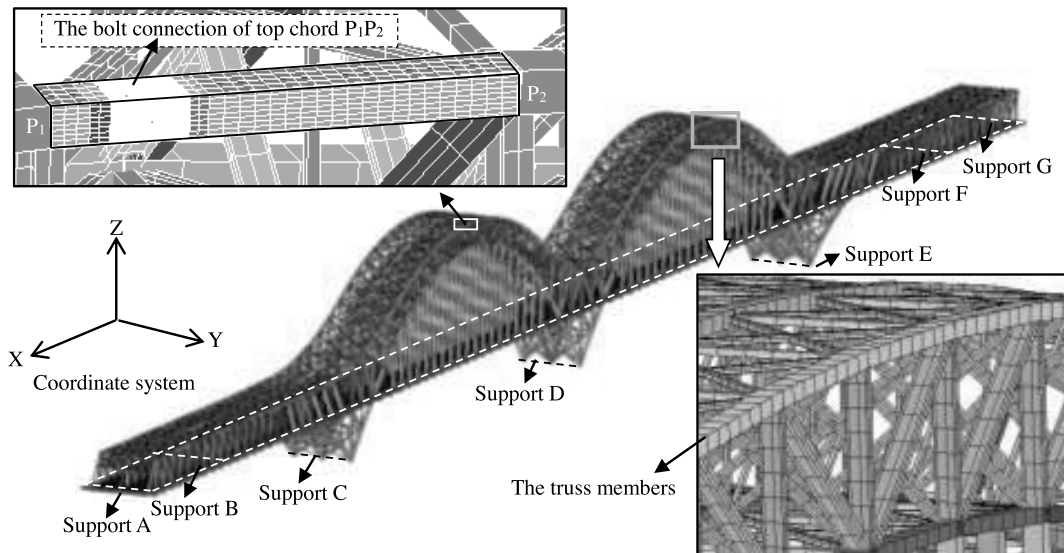 The bolt connection of top chord P₁P₂
P₁
P₂
Support G
Support F
Support E
Z
X
Y
Coordinate system
Support D
Support C
Support B
Support A
The truss members